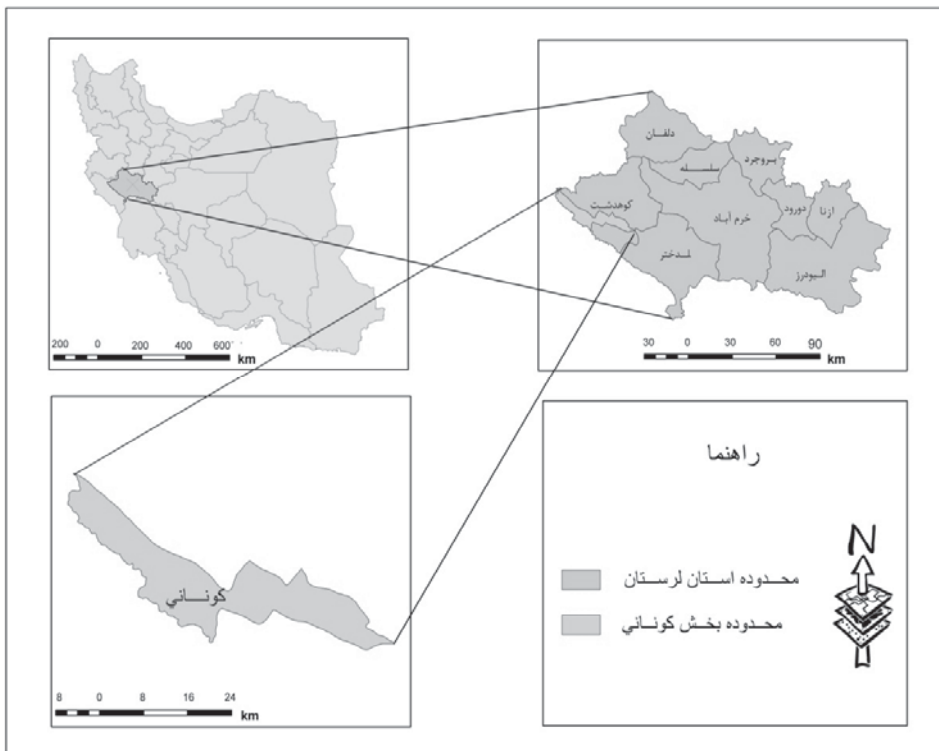 200 0 200 400 600
km
دلفان
بروجرد
سلسله
کوهدشت
خرم آباد
دورود
ازنا
پلدختر
الیودرز
30 0 30 60 90
km
کونانی
8 0 8 16 24
km
راهنما
N
محدوده استان لرستان
محدوده بخش کونانی